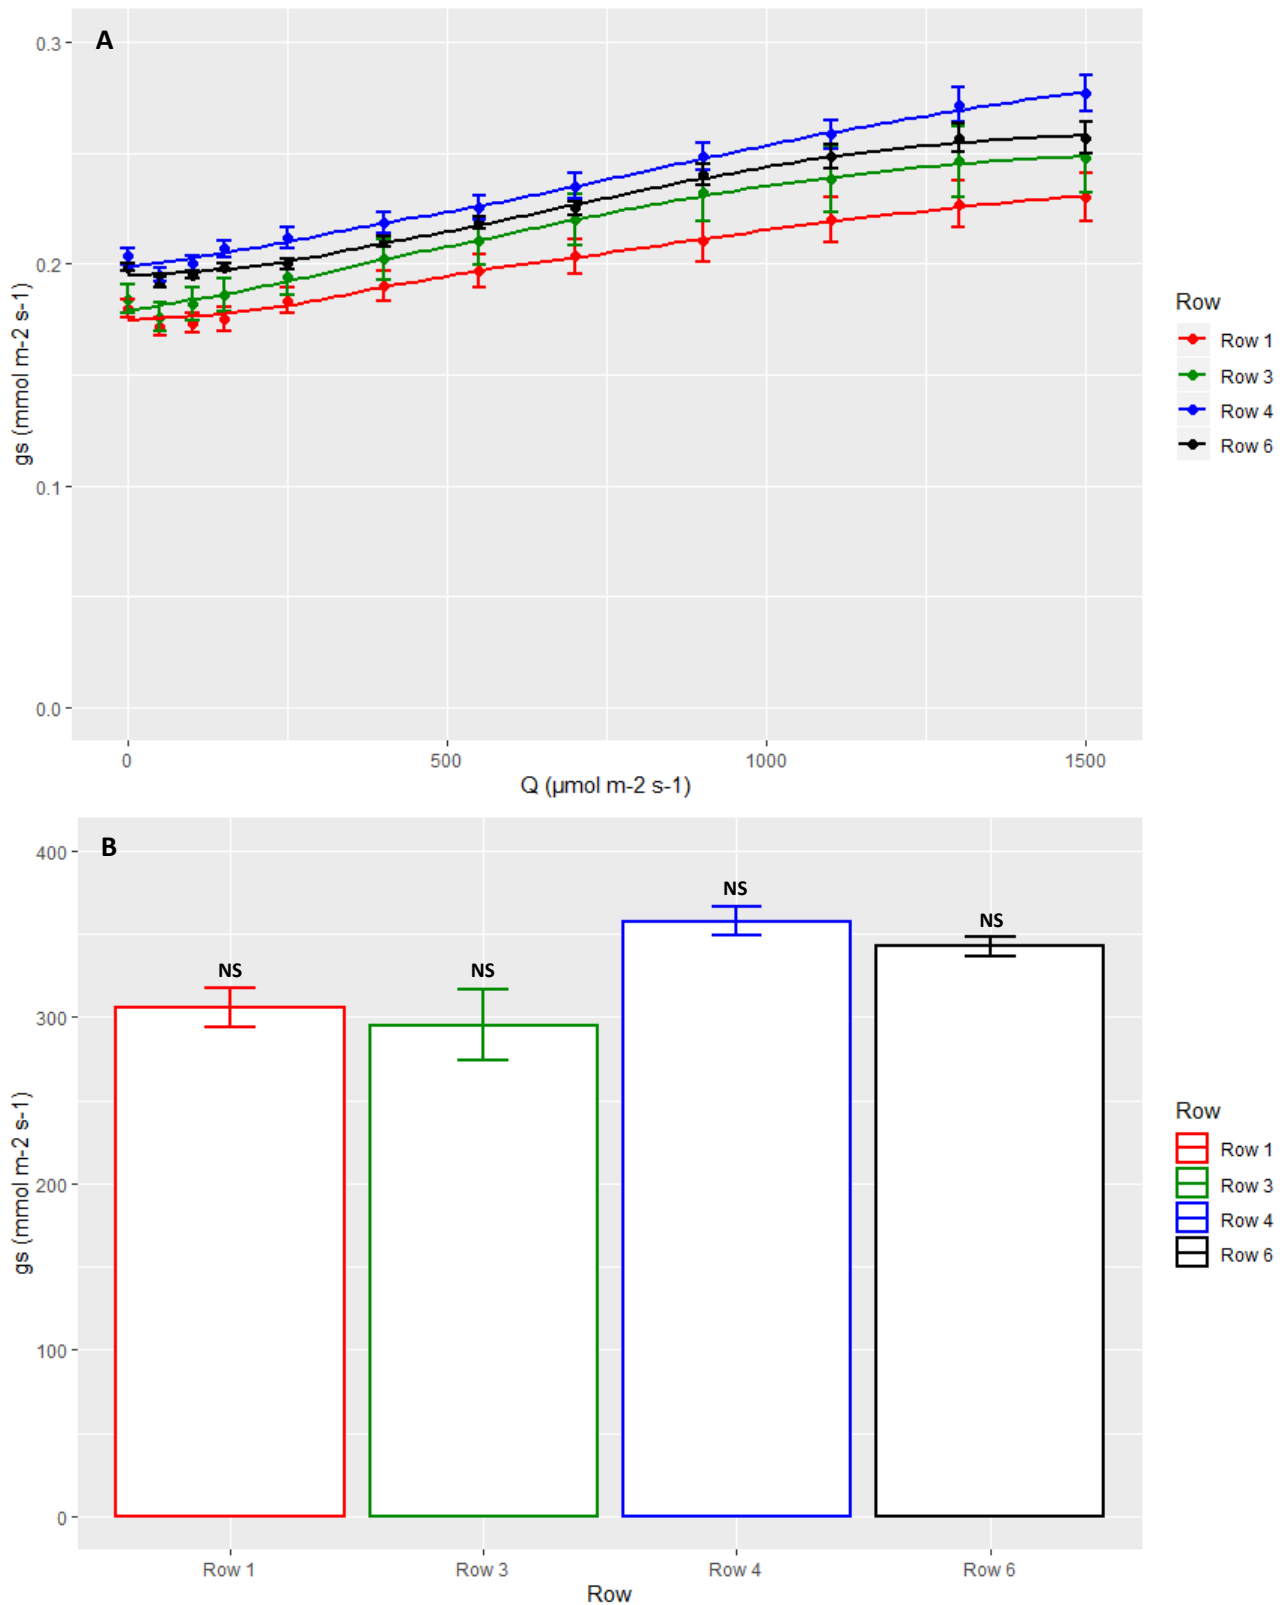 A
0.3
0.2
0.1
0.0
gs (mmol m-2 s-1)
0 500 1000 1500
Q (µmol m-2 s-1)
Row
Row 1
Row 3
Row 4
Row 6
B
400
300
200
100
0
gs (mmol m-2 s-1)
NS NS NS NS
Row 1 Row 3 Row 4 Row 6
Row
Row
Row 1
Row 3
Row 4
Row 6